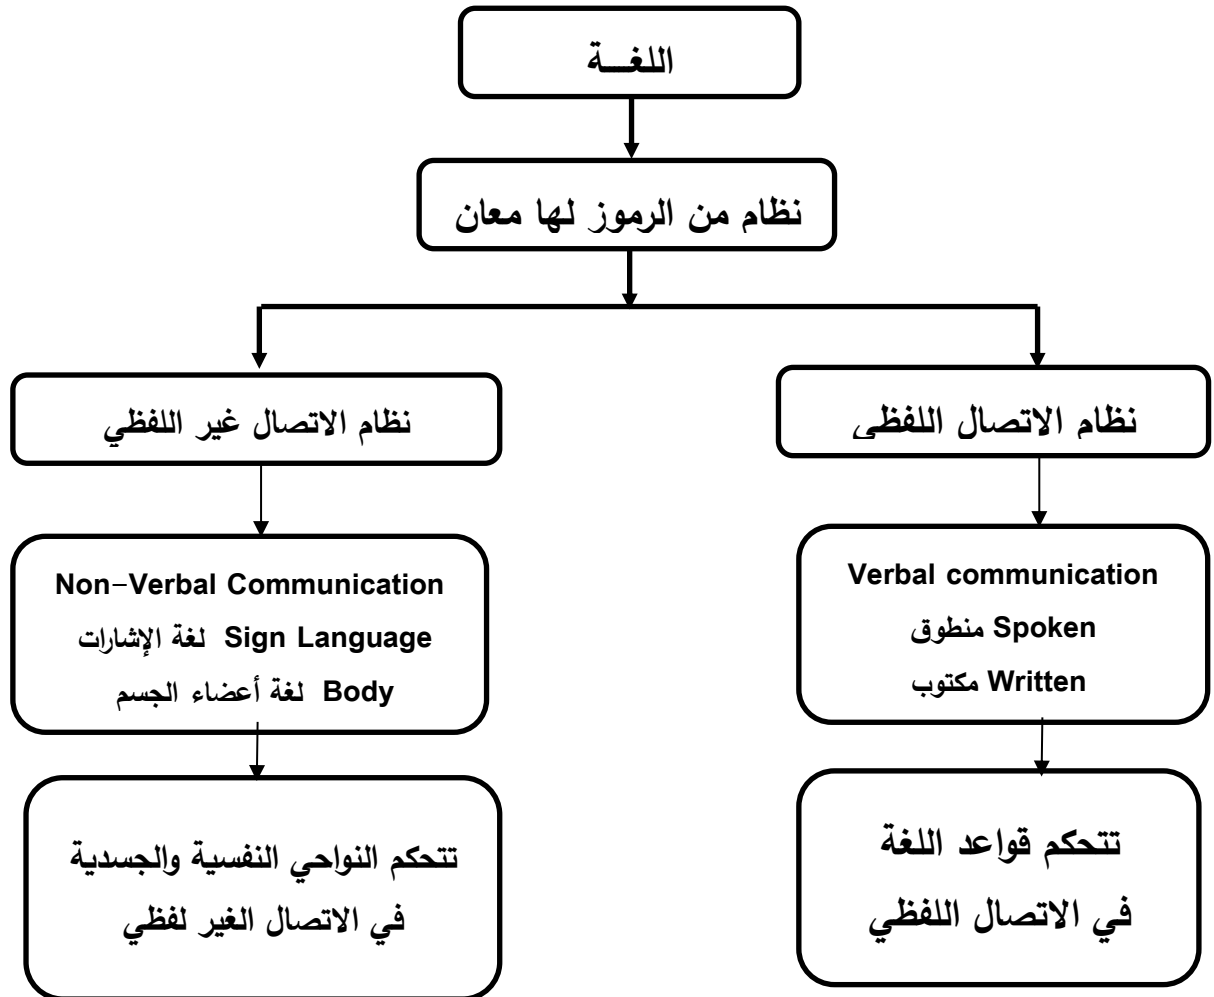 اللغــة
نظام من الرموز لها معان
نظام الاتصال اللفظي
نظام الاتصال غير اللفظي
Verbal communication
Spoken منطوق
Written مكتوب
Non-Verbal Communication
Sign Language لغة الإشارات
Body لغة أعضاء الجسم
تتحكم قواعد اللغة
في الاتصال اللفظي
تتحكم النواحي النفسية والجسدية
في الاتصال الغير لفظي